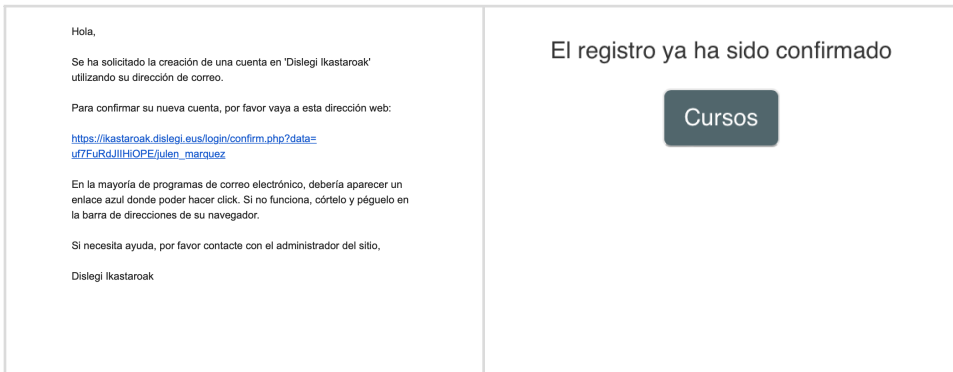 Hola,
Se ha solicitado la creación de una cuenta en 'Dislegi Ikastaroak'
utilizando su dirección de correo.
Para confirmar su nueva cuenta, por favor vaya a esta dirección web:
https://ikastaroak.dislegi.eus/login/confirm.php?data=
uf7FuRdJIIHiOPE/julen_marquez
En la mayoría de programas de correo electrónico, debería aparecer un
enlace azul donde poder hacer click. Si no funciona, córtelo y péguelo en
la barra de direcciones de su navegador.
Si necesita ayuda, por favor contacte con el administrador del sitio,
Dislegi Ikastaroak
El registro ya ha sido confirmado
Cursos